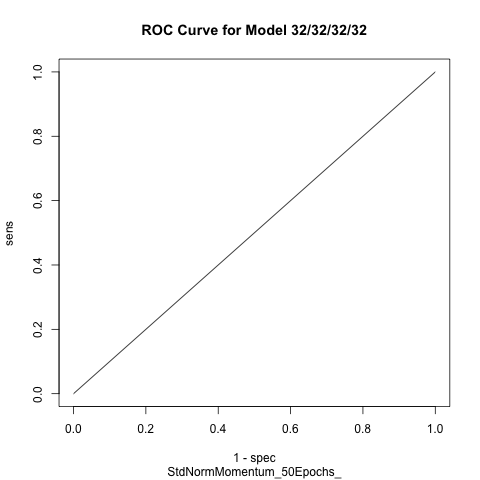 ROC Curve for Model 32/32/32/32
sens
1.0
0.8
0.6
0.4
0.2
0.0
0.0 0.2 0.4 0.6 0.8 1.0
1 - spec
StdNormMomentum_50Epochs_